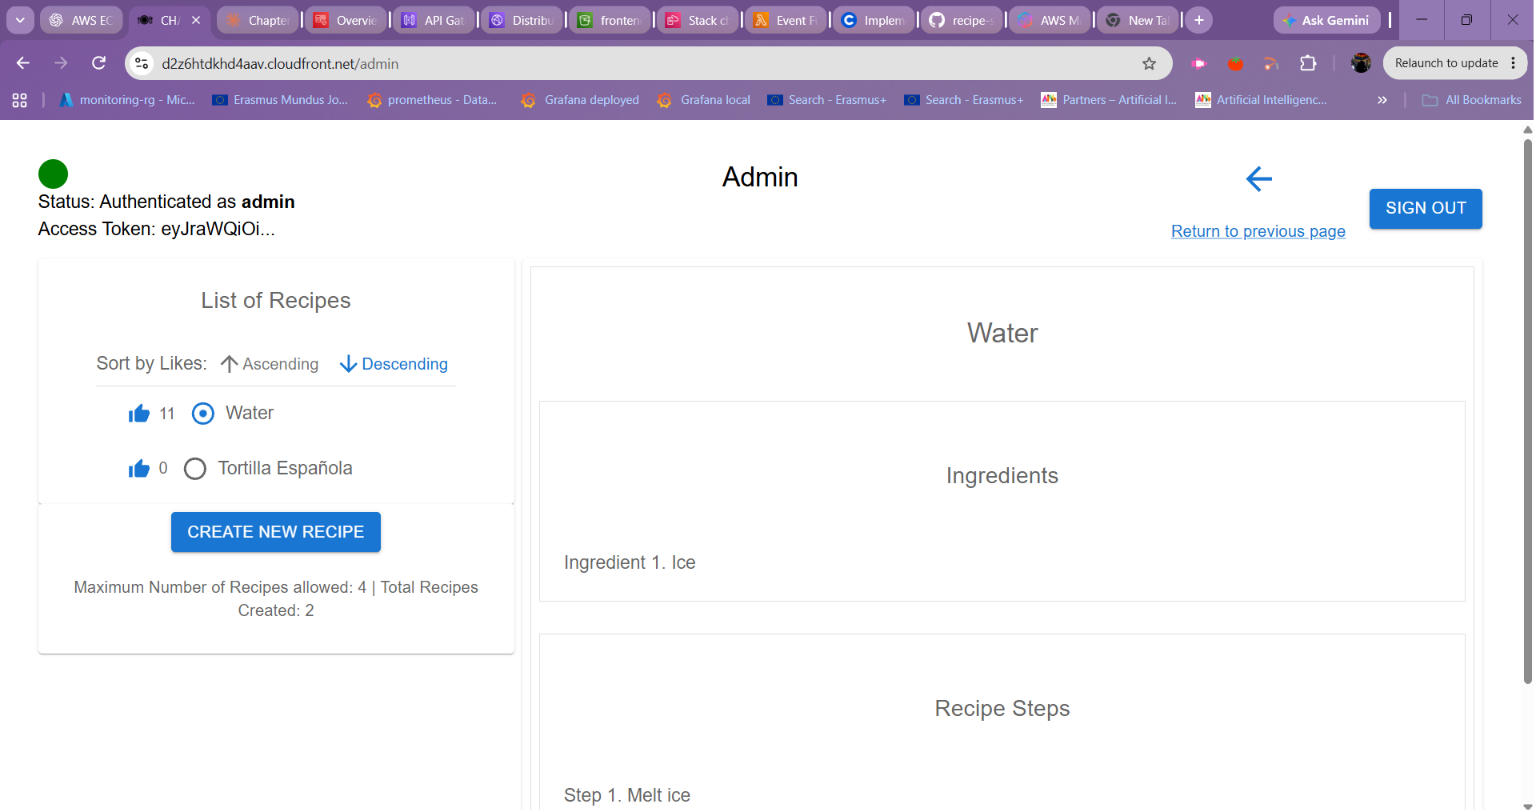 AWS EC
CHA
Chapter
Overvie
API Gat
Distribu
fronten
Stack d
Event F
Implem
recipe-s
AWS M
New Ta
Ask Gemini
d2z6htdkhd4aav.cloudfront.net/admin
Relaunch to update
monitoring-rg - Mic...
Erasmus Mundus Jo...
prometheus - Data...
Grafana deployed
Grafana local
Search - Erasmus+
Search - Erasmus+
Partners – Artificial I...
Artificial Intelligenc...
»
All Bookmarks
Status: Authenticated as admin
Access Token: eyJraWQiOi...
Admin
Return to previous page
SIGN OUT
List of Recipes
Sort by Likes: Ascending Descending
11 Water
0 Tortilla Española
CREATE NEW RECIPE
Maximum Number of Recipes allowed: 4 | Total Recipes
Created: 2
Water
Ingredients
Ingredient 1. Ice
Recipe Steps
Step 1. Melt ice